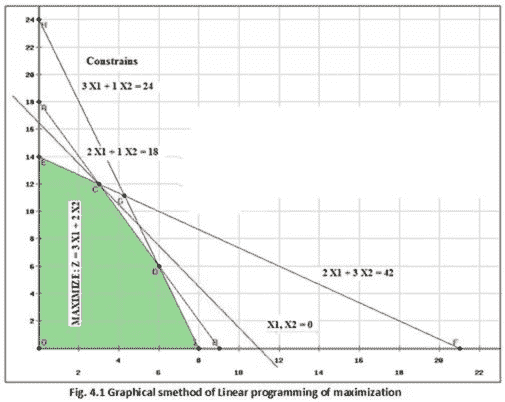 24
22
Constrains
20
3 X1 + 1 X2 = 24
18
16
2 X1 + 1 X2 = 18
14
E
12
C
G
10
8
MAXIMIZE : Z = 3 X1 + 2 X2
6
D
2 X1 + 3 X2 = 42
4
2
X1, X2 = 0
F
2 4 6 8 10 12 14 16 18 20 22
Fig. 4.1 Graphical smethod of Linear programming of maximization